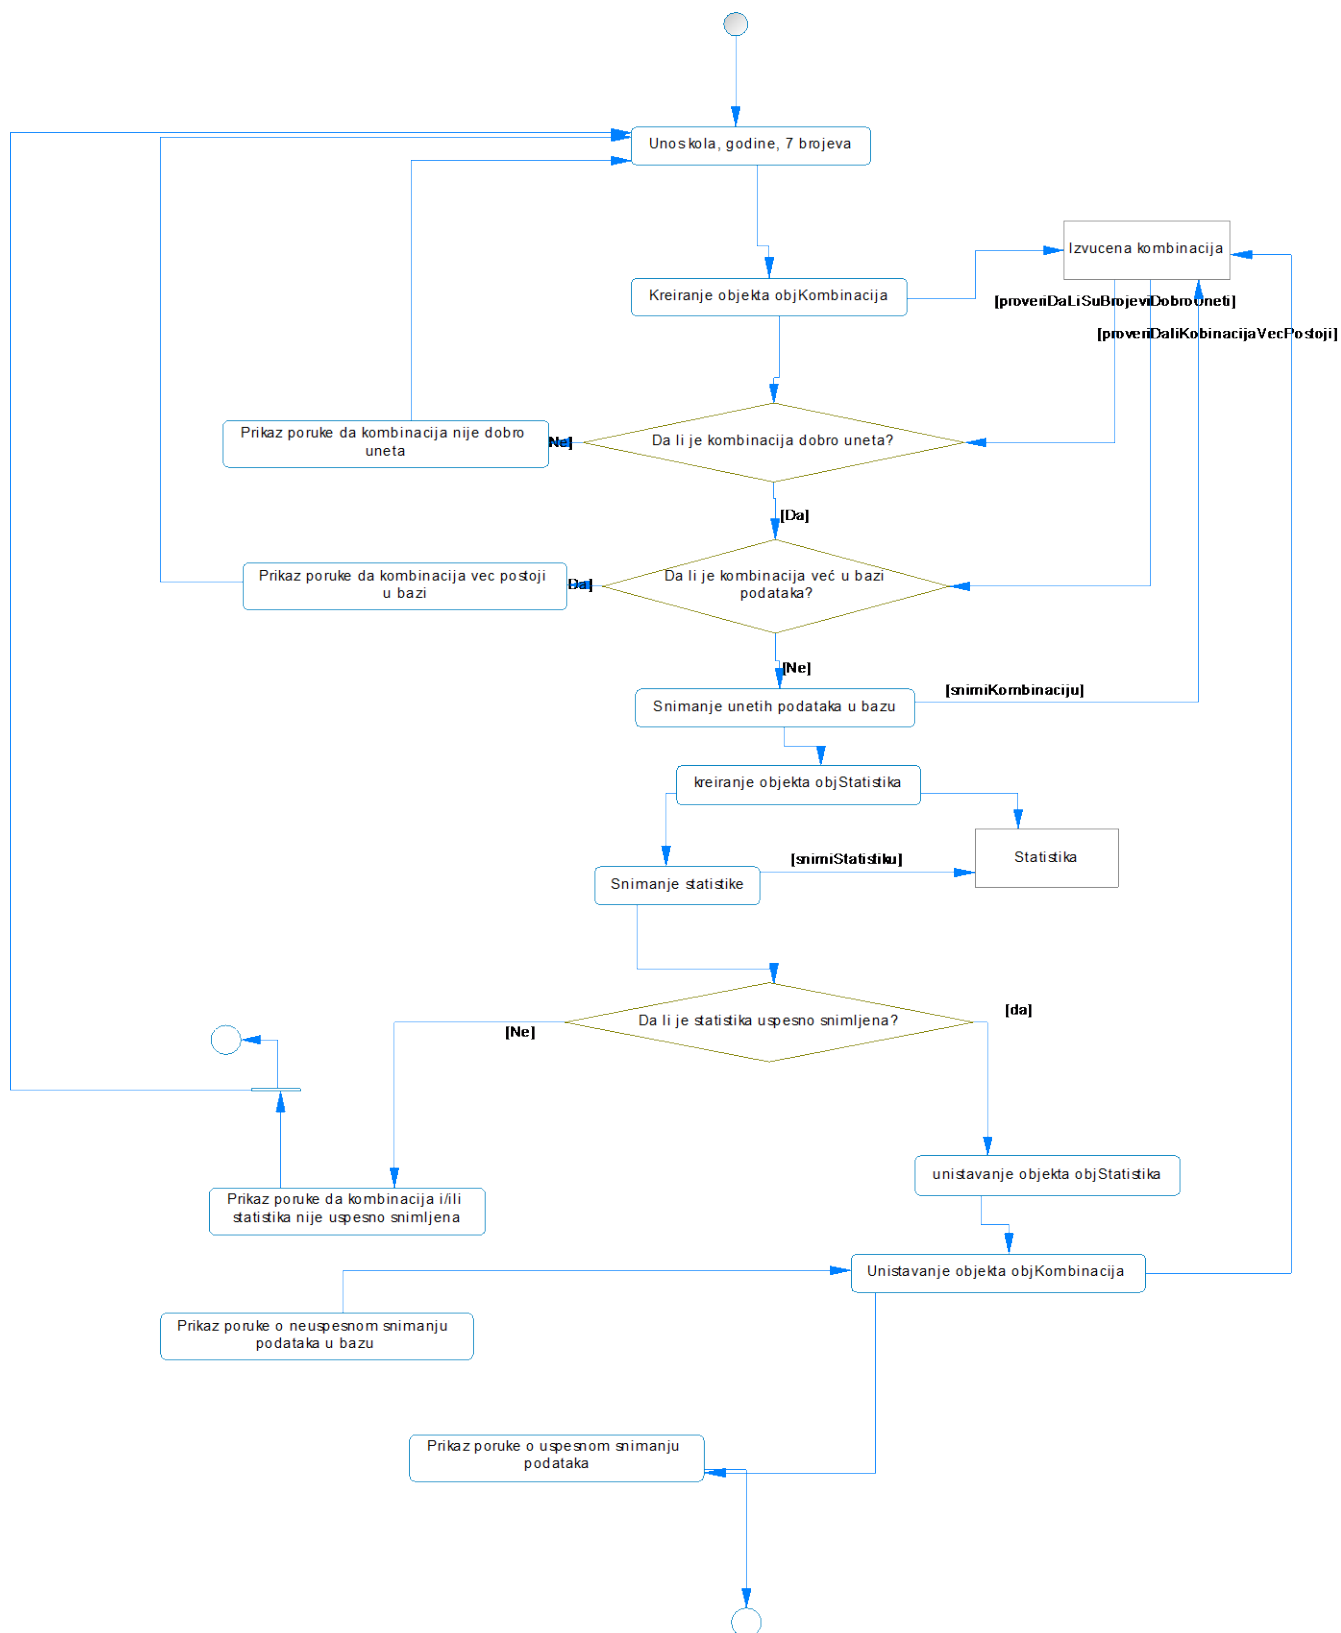 Unos kola, godine, 7 brojeva
Izvucena kombinacija
Kreiranje objekta objKombinacija
[proveriDaLiSuBrojeviDobroUneti]
[proveriDaliKobinacijaVecPostoji]
Prikaz poruke da kombinacija nije dobro
uneta
Ne]
Da li je kombinacija dobro uneta?
[Da]
Prikaz poruke da kombinacija vec postoji
u bazi
Da]
Da li je kombinacija već u bazi
podataka?
[Ne]
Snimanje unetih podataka u bazu
[snimiKombinaciju]
kreiranje objekta objStatistika
Statistika
[snimiStatistiku]
Snimanje statistike
Da li je statistika uspesno snimljena?
[da]
[Ne]
unistavanje objekta objStatistika
Prikaz poruke da kombinacija i/ili
statistika nije uspesno snimljena
Unistavanje objekta objKombinacija
Prikaz poruke o neuspesnom snimanju
podataka u bazu
Prikaz poruke o uspesnom snimanju
podataka